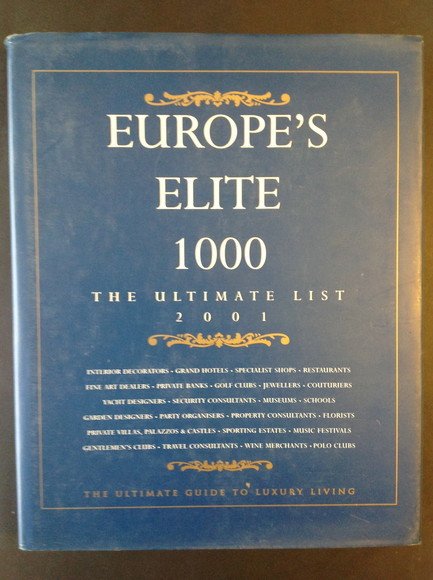 EUROPE'S
ELITE
1000
THE ULTIMATE LIST
2001
INTERIOR DECORATORS • GRAND HOTELS • SPECIALIST SHOPS • RESTAURANTS
FINE ART DEALERS • PRIVATE BANKS • GOLF CLUBS • JEWELLERS • COUTURIERS
YACHT DESIGNERS • SECURITY CONSULTANTS • MUSEUMS • SCHOOLS
GARDEN DESIGNERS • PARTY ORGANISERS • PROPERTY CONSULTANTS • FLORISTS
PRIVATE VILLAS, PALAZZOS & CASTLES • SPORTING ESTATES • MUSIC FESTIVALS
GENTLEMEN'S CLUBS • TRAVEL CONSULTANTS • WINE MERCHANTS • POLO CLUBS
THE ULTIMATE GUIDE TO LUXURY LIVING